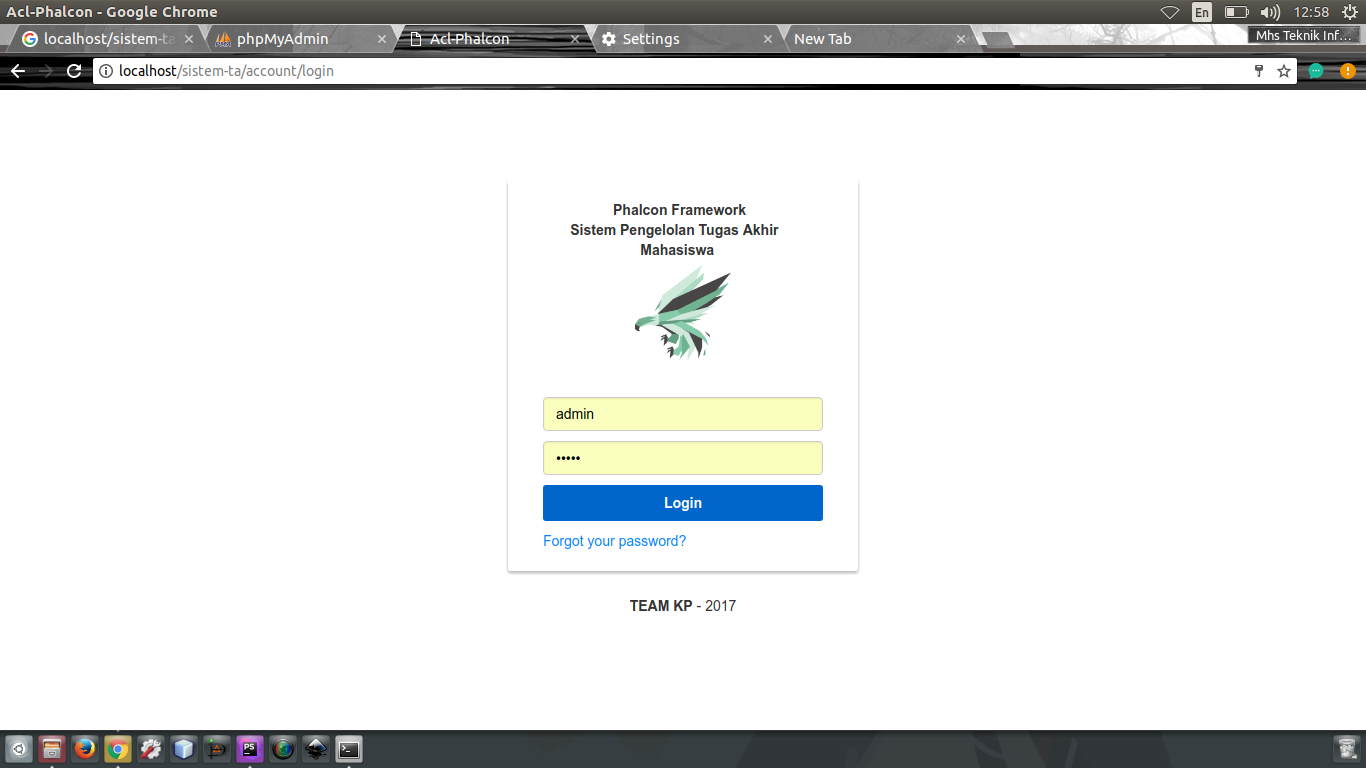 Acl-Phalcon - Google Chrome
En
12:58
localhost/sistem-ta
phpMyAdmin
Acl-Phalcon
Settings
New Tab
Mhs Teknik Inf...
localhost/sistem-ta/account/login
Phalcon Framework
Sistem Pengelolan Tugas Akhir
Mahasiswa
admin
Login
Forgot your password?
TEAM KP - 2017
PS